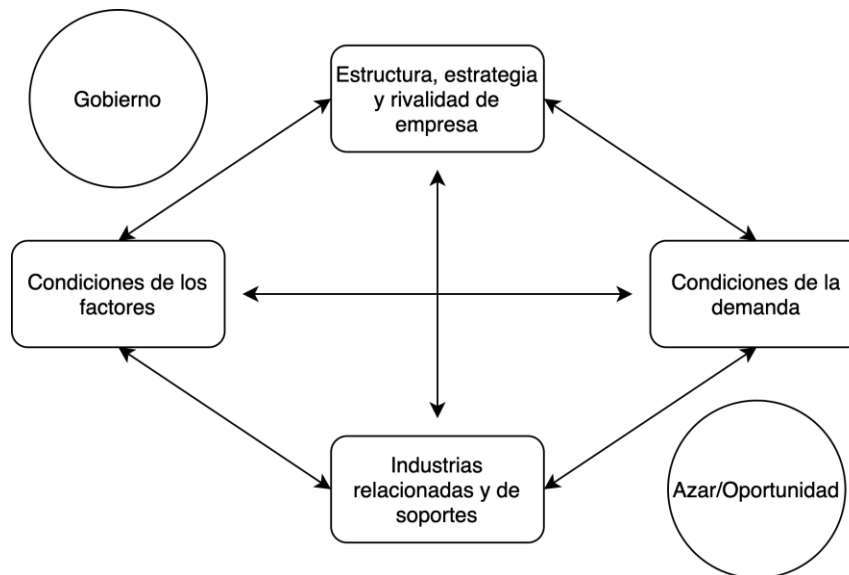 Gobierno
Estructura, estrategia
y rivalidad de
empresa
Condiciones de los
factores
Condiciones de la
demanda
Industrias
relacionadas y de
soportes
Azar/Oportunidad